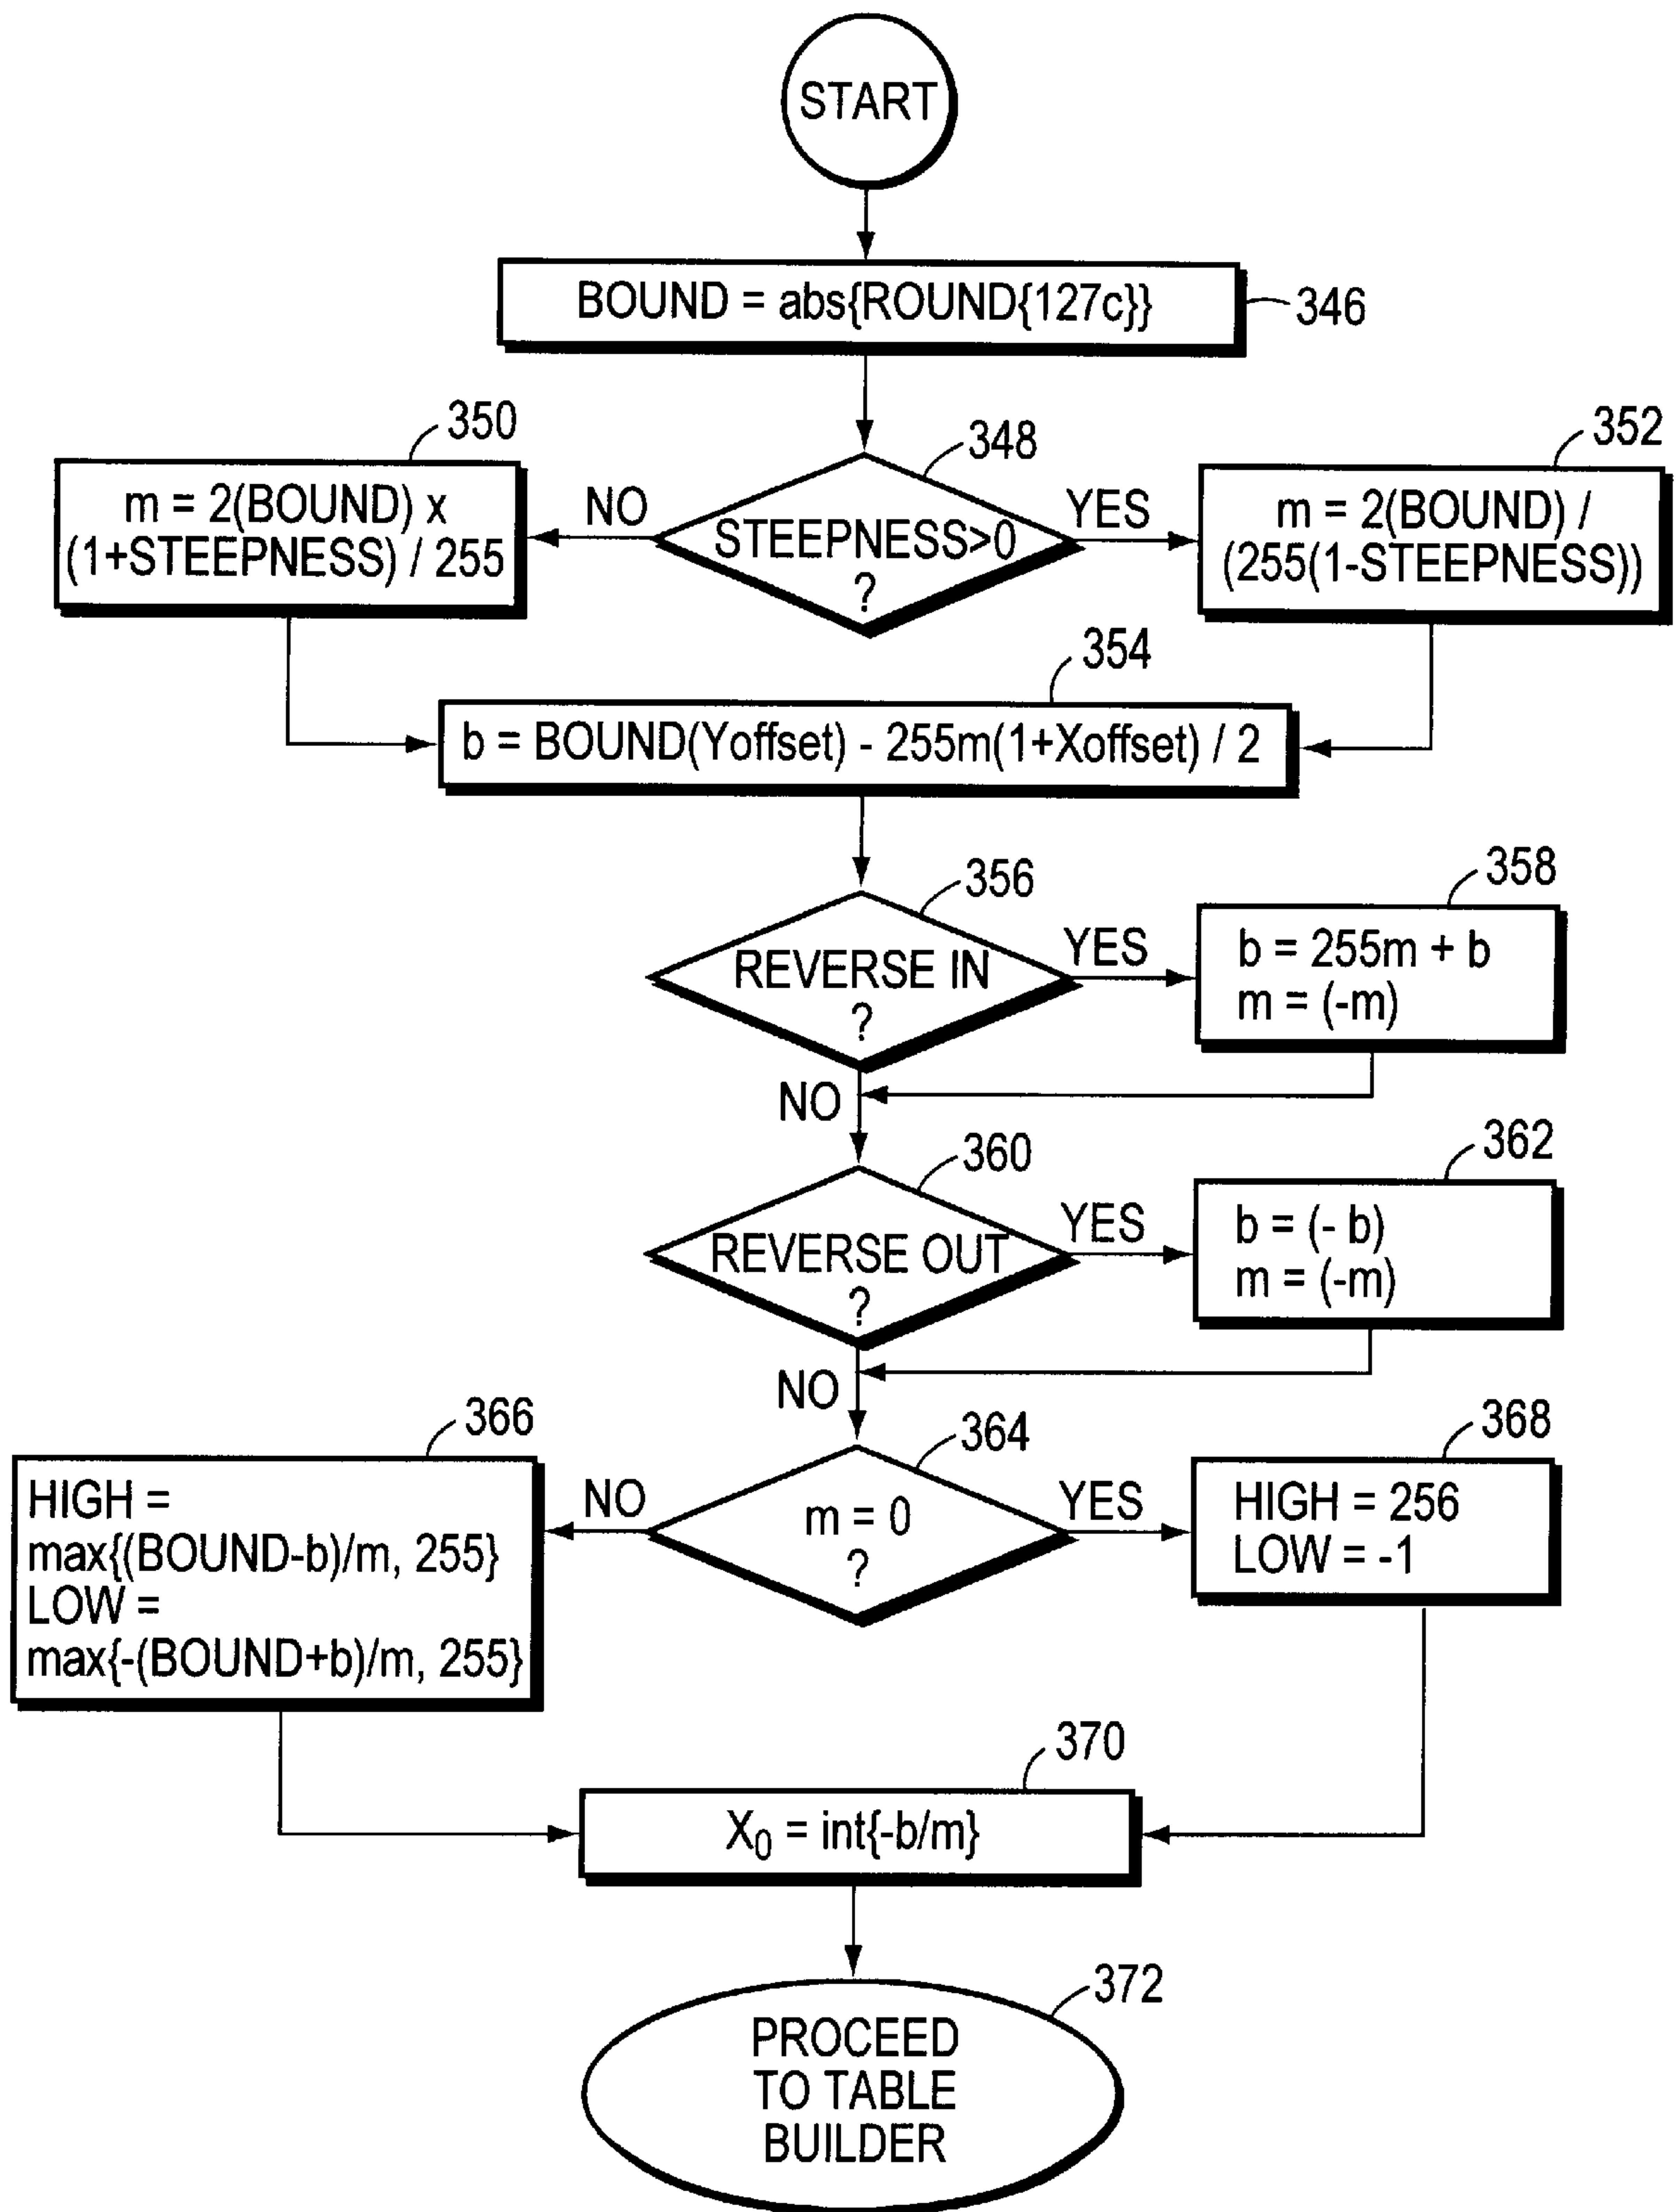 START
BOUND = abs{ROUND{127c}}
346
348
STEEPNESS>0
?
NO
YES
350
m = 2(BOUND) x
(1+STEEPNESS) / 255
352
m = 2(BOUND) /
(255(1-STEEPNESS))
354
b = BOUND(Yoffset) - 255m(1+Xoffset) / 2
356
REVERSE IN
?
YES
358
b = 255m + b
m = (-m)
NO
360
REVERSE OUT
?
YES
362
b = (- b)
m = (-m)
NO
364
m = 0
?
NO
YES
366
HIGH =
max{(BOUND-b)/m, 255}
LOW =
max{-(BOUND+b)/m, 255}
368
HIGH = 256
LOW = -1
370
X₀ = int{-b/m}
372
PROCEED
TO TABLE
BUILDER